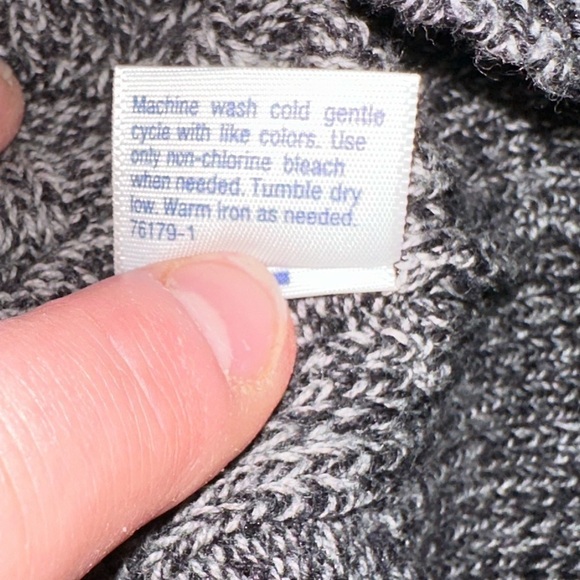 Machine wash cold gentle
cycle with like colors. Use
only non-chlorine bleach
when needed. Tumble dry
low. Warm Iron as needed.
76179-1